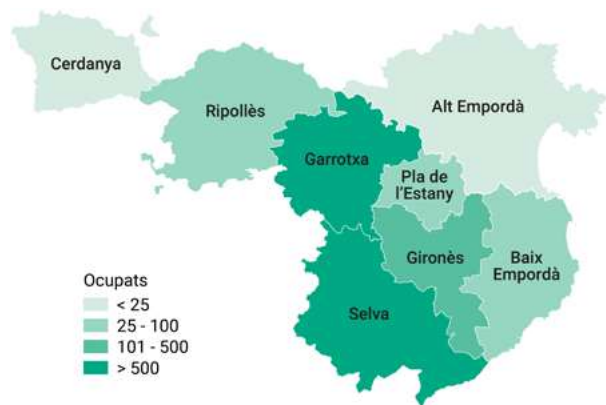 Cerdanya
Ripollès
Alt Empordà
Garrotxa
Pla de
l'Estany
Gironès
Baix
Empordà
Selva
Ocupats
< 25
25 - 100
101 - 500
> 500